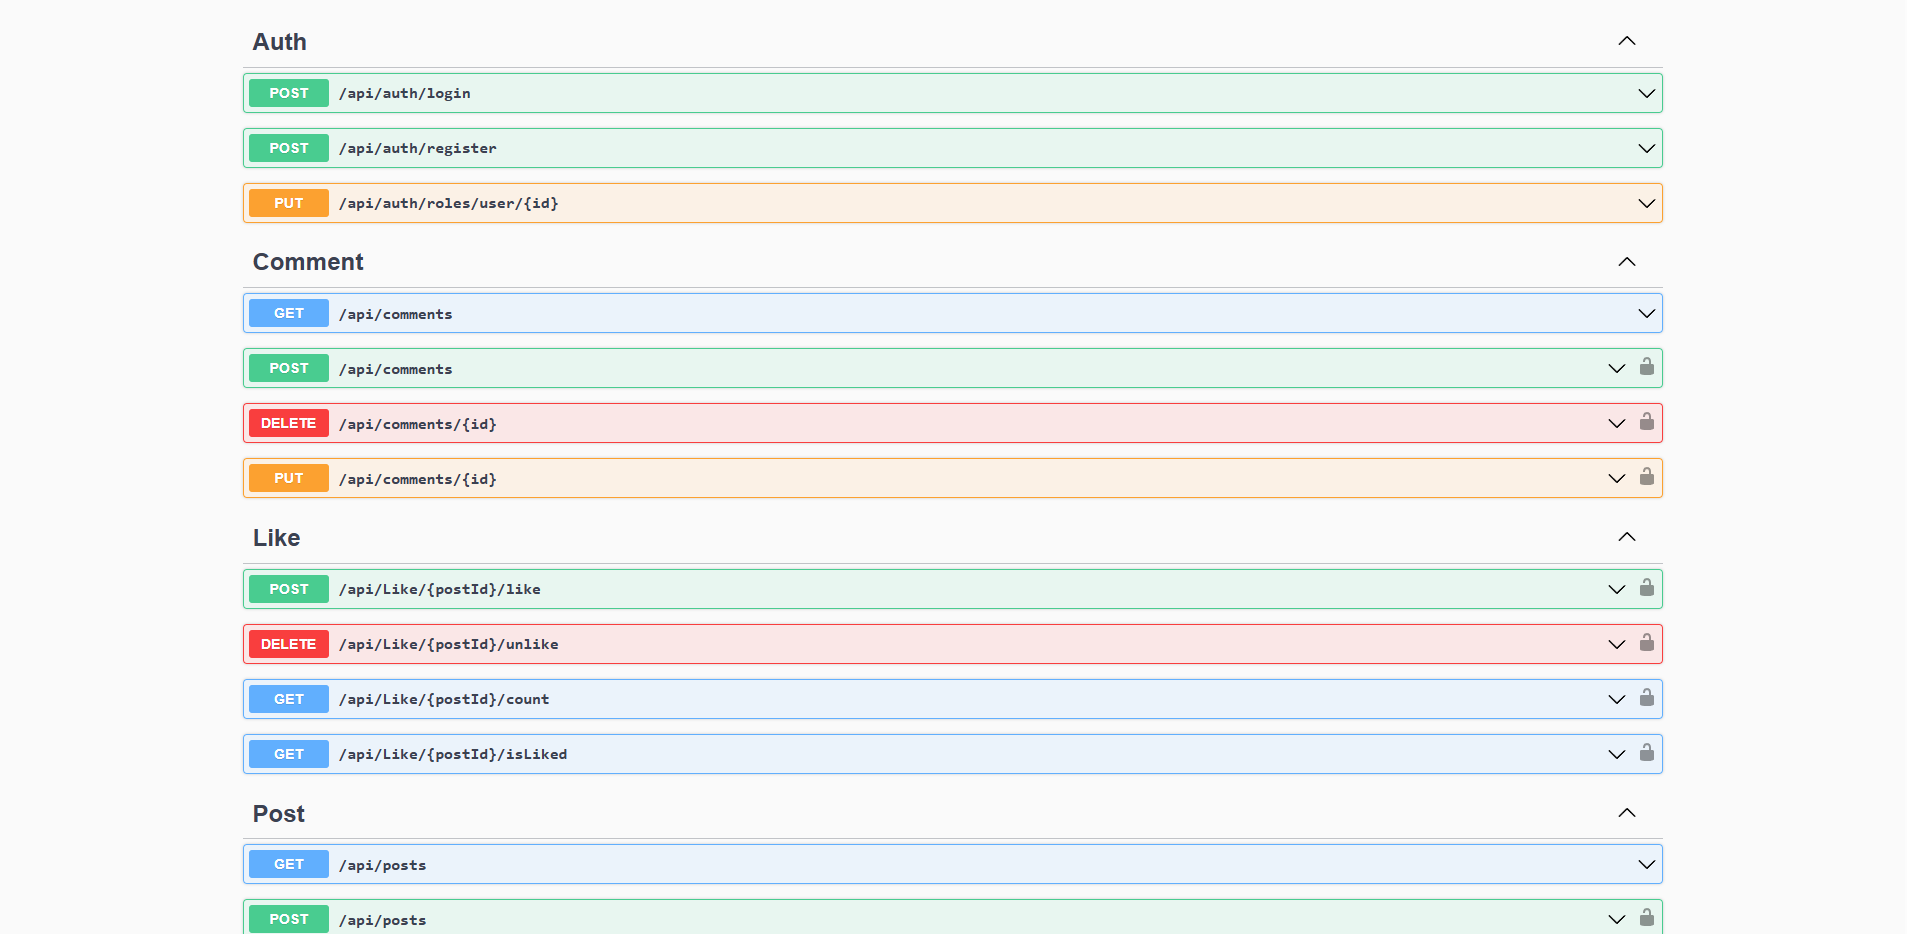 Auth
POST /api/auth/login
POST /api/auth/register
PUT /api/auth/roles/user/{id}
Comment
GET /api/comments
POST /api/comments
DELETE /api/comments/{id}
PUT /api/comments/{id}
Like
POST /api/Like/{postId}/like
DELETE /api/Like/{postId}/unlike
GET /api/Like/{postId}/count
GET /api/Like/{postId}/isLiked
Post
GET /api/posts
POST /api/posts